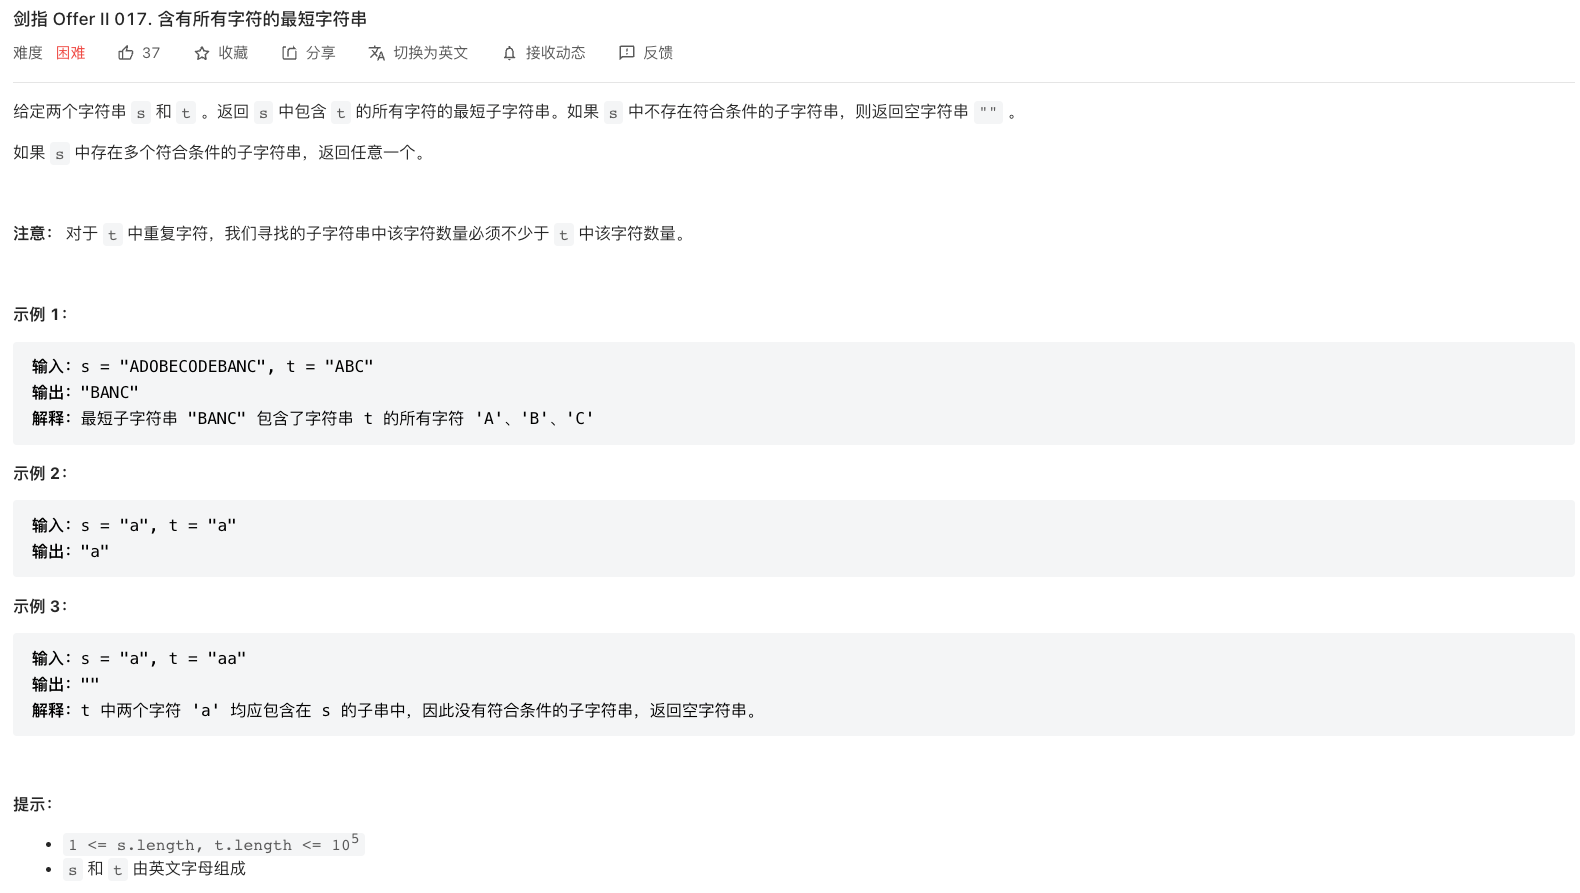 剑指 Offer II 017. 含有所有字符的最短字符串
难度 困难 37 收藏 分享 切换为英文 接收动态 反馈
给定两个字符串 s 和 t 。返回 s 中包含 t 的所有字符的最短子字符串。如果 s 中不存在符合条件的子字符串，则返回空字符串 "" 。
如果 s 中存在多个符合条件的子字符串，返回任意一个。
注意： 对于 t 中重复字符，我们寻找的子字符串中该字符数量必须不少于 t 中该字符数量。
示例 1：
输入：s = "ADOBECODEBANC", t = "ABC"
输出："BANC"
解释：最短子字符串 "BANC" 包含了字符串 t 的所有字符 'A'、'B'、'C'
示例 2：
输入：s = "a", t = "a"
输出："a"
示例 3：
输入：s = "a", t = "aa"
输出：""
解释：t 中两个字符 'a' 均应包含在 s 的子串中，因此没有符合条件的子字符串，返回空字符串。
提示：
• 1 <= s.length, t.length <= 10⁵
• s 和 t 由英文字母组成